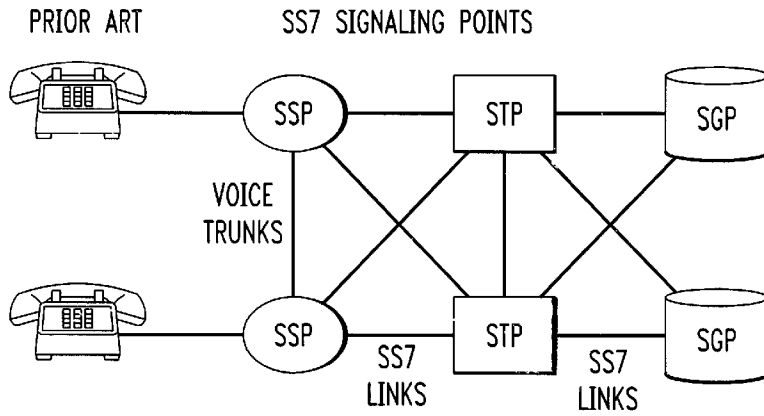 PRIOR ART
SS7 SIGNALING POINTS
SSP
STP
SGP
VOICE
TRUNKS
SSP
STP
SGP
SS7
LINKS
SS7
LINKS